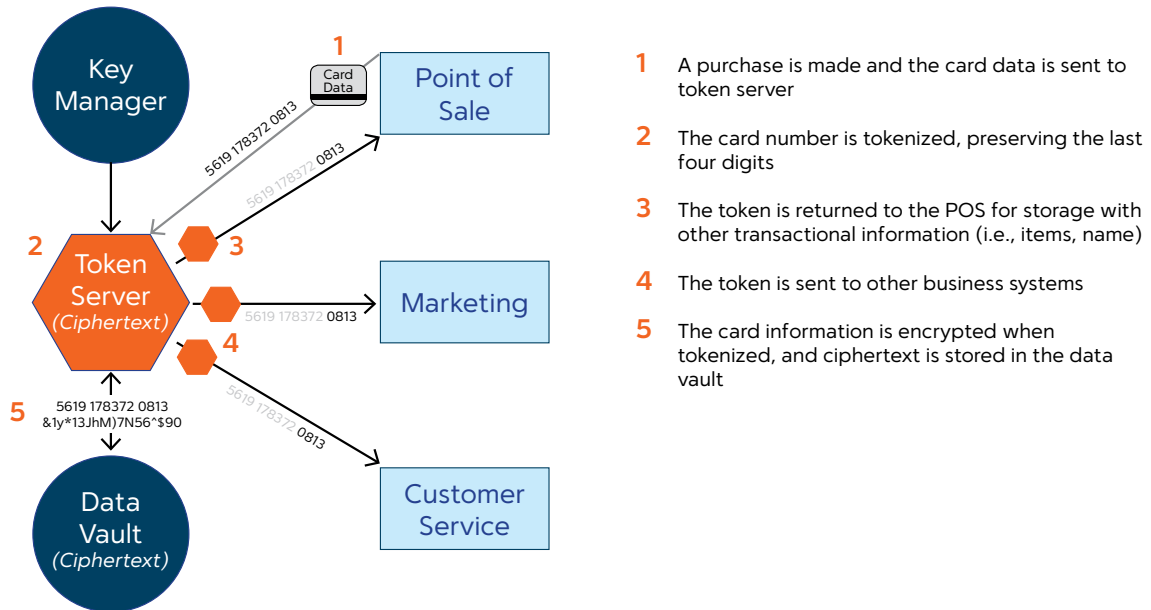 Key
Manager
1
Card
Data
Point of
Sale
5619 178372 0813
5619 178372 0813
2
Token
Server
(Ciphertext)
3
Marketing
5619 178372 0813
4
5619 178372 0813
5
5619 178372 0813
&1y*13JhM)7N56^$90
Customer
Service
Data
Vault
(Ciphertext)
1 A purchase is made and the card data is sent to
token server
2 The card number is tokenized, preserving the last
four digits
3 The token is returned to the POS for storage with
other transactional information (i.e., items, name)
4 The token is sent to other business systems
5 The card information is encrypted when
tokenized, and ciphertext is stored in the data
vault